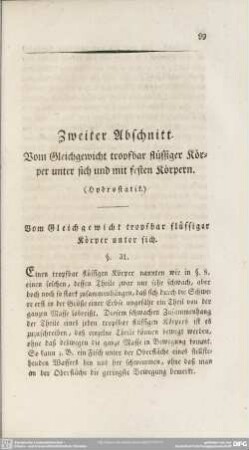 99
Zweiter Abschnitt.
Vom Gleichgewicht tropfbar flüssiger Kör-
per unter sich und mit festen Körpern.
(Hydrostatik.)
Vom Gleichgewicht tropfbar flüssiger
Körper unter sich.
§. 21.
Einen tropfbar flüssigen Körper nannten wir in §. 8.
einen solchen, dessen Theile zwar nur sehr schwach, aber
doch noch so stark zusammenhängen, daß sich durch die Schwere
er erst in der Größe einer Erbse ungefähr ein Theil von der
ganzen Masse losreißt. Diesem schwachen Zusammenhang
der Theile eines jeden tropfbar flüssigen Körpers ist es
zuzuschreiben, daß einzelne Theile können bewegt werden,
ohne daß deswegen die ganze Masse in Bewegung kommt.
So kann z. B. ein Fisch unter der Oberfläche eines stillste-
henden Wassers hin und her schwimmen, ohne daß man an
der Oberfläche die geringste Bewegung bemerkt.